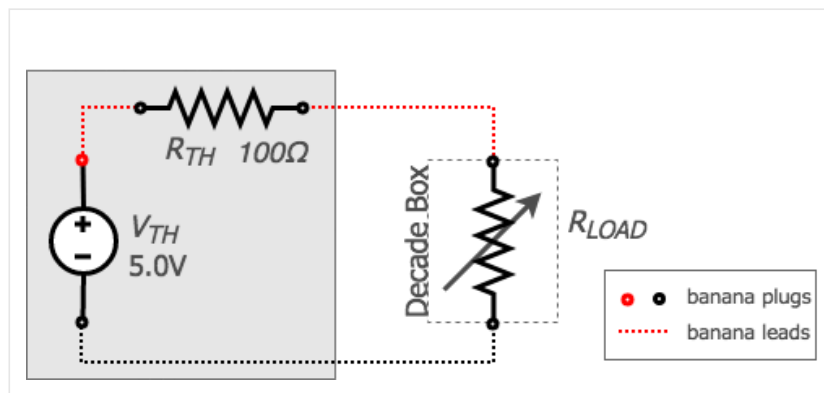 R_TH 100Ω
V_TH
5.0V
+
−
Decade Box
R_LOAD
banana plugs
banana leads